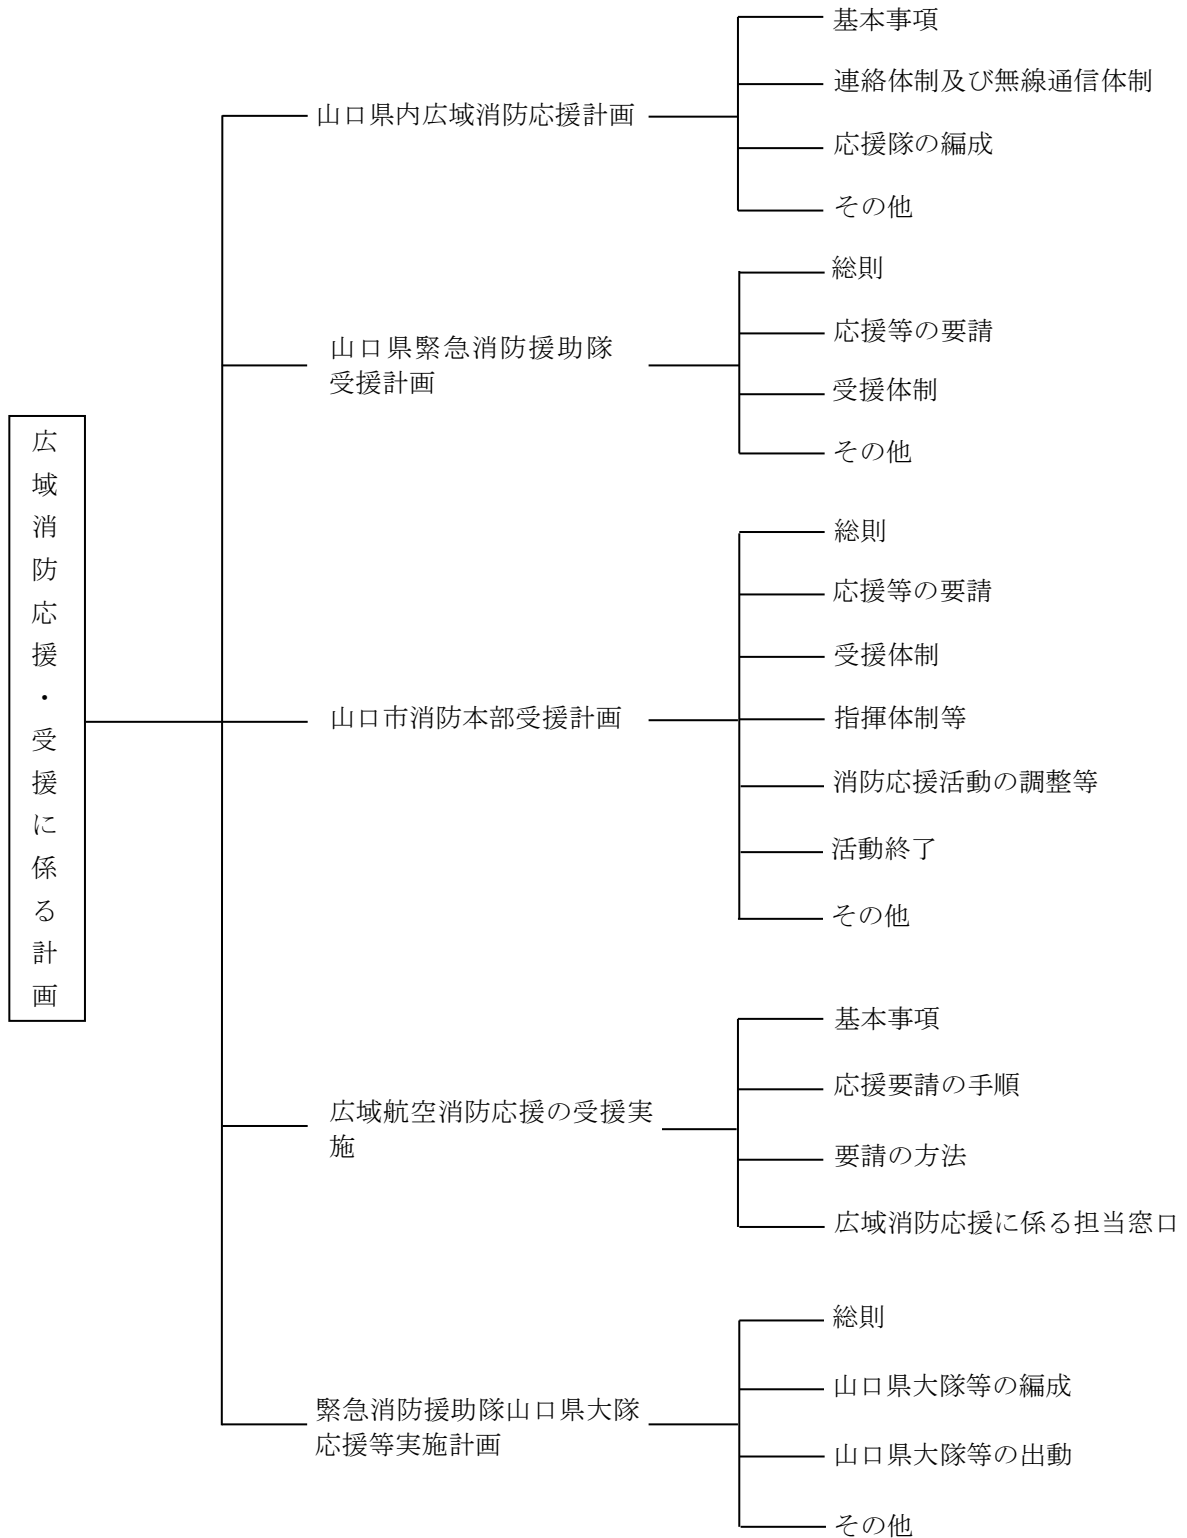 広域消防応援・受援に係る計画
山口県内広域消防応援計画
基本事項
連絡体制及び無線通信体制
応援隊の編成
その他
山口県緊急消防援助隊
受援計画
総則
応援等の要請
受援体制
その他
山口市消防本部受援計画
総則
応援等の要請
受援体制
指揮体制等
消防応援活動の調整等
活動終了
その他
広域航空消防応援の受援実
施
基本事項
応援要請の手順
要請の方法
広域消防応援に係る担当窓口
緊急消防援助隊山口県大隊
応援等実施計画
総則
山口県大隊等の編成
山口県大隊等の出動
その他